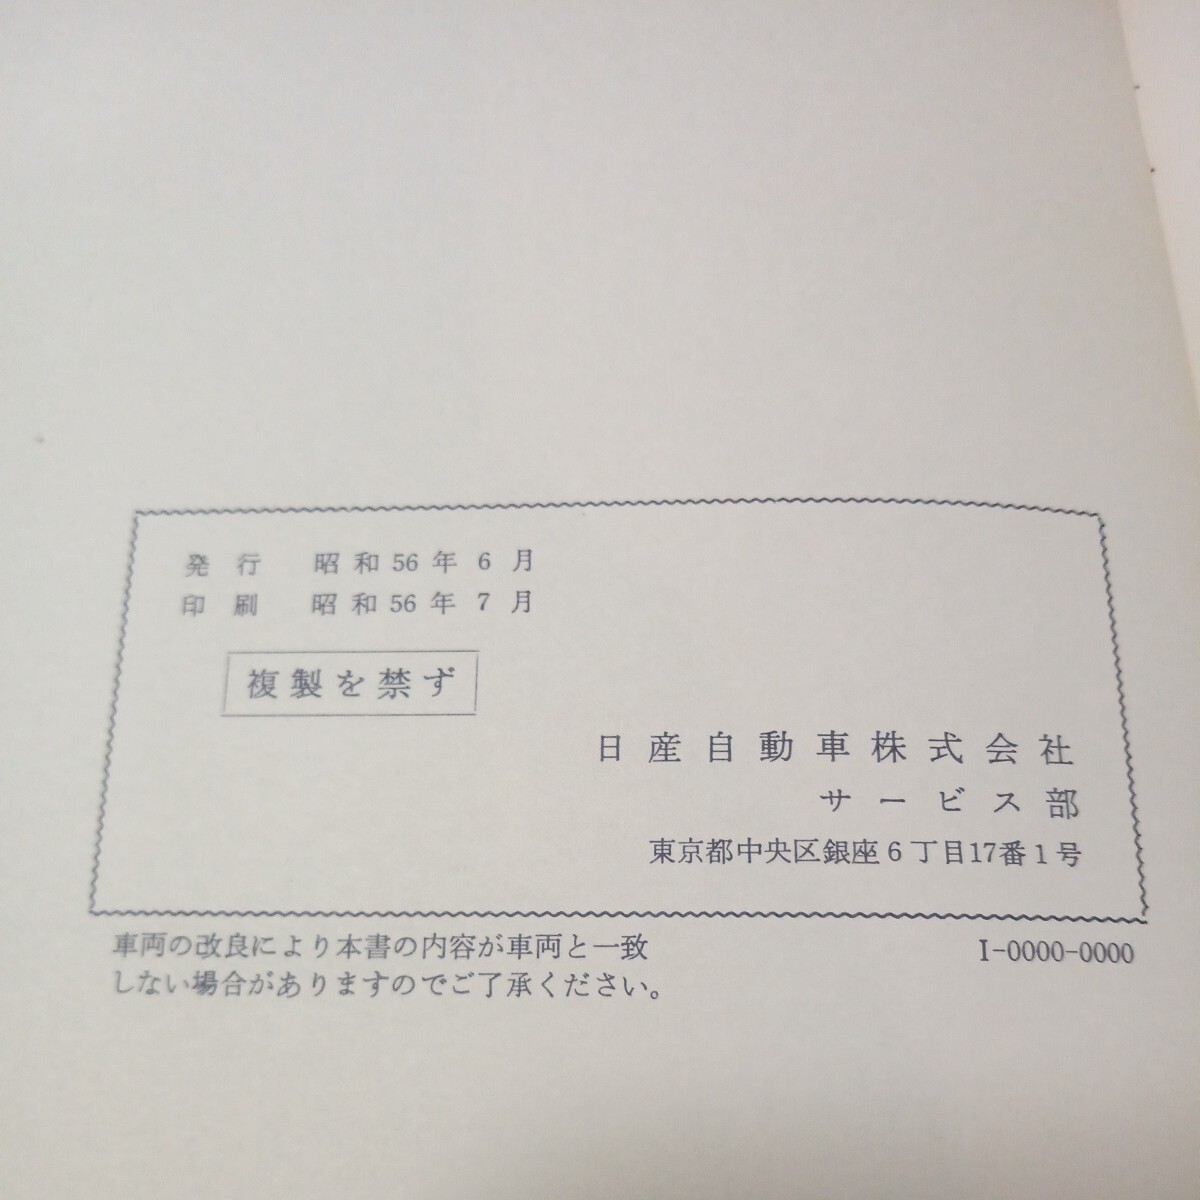 発行 昭和56年6月
印刷 昭和56年7月
複製を禁ず
日産自動車株式会社
サービス部
東京都中央区銀座6丁目17番1号
車両の改良により本書の内容が車両と一致
しない場合がありますのでご了承ください。
I-0000-0000